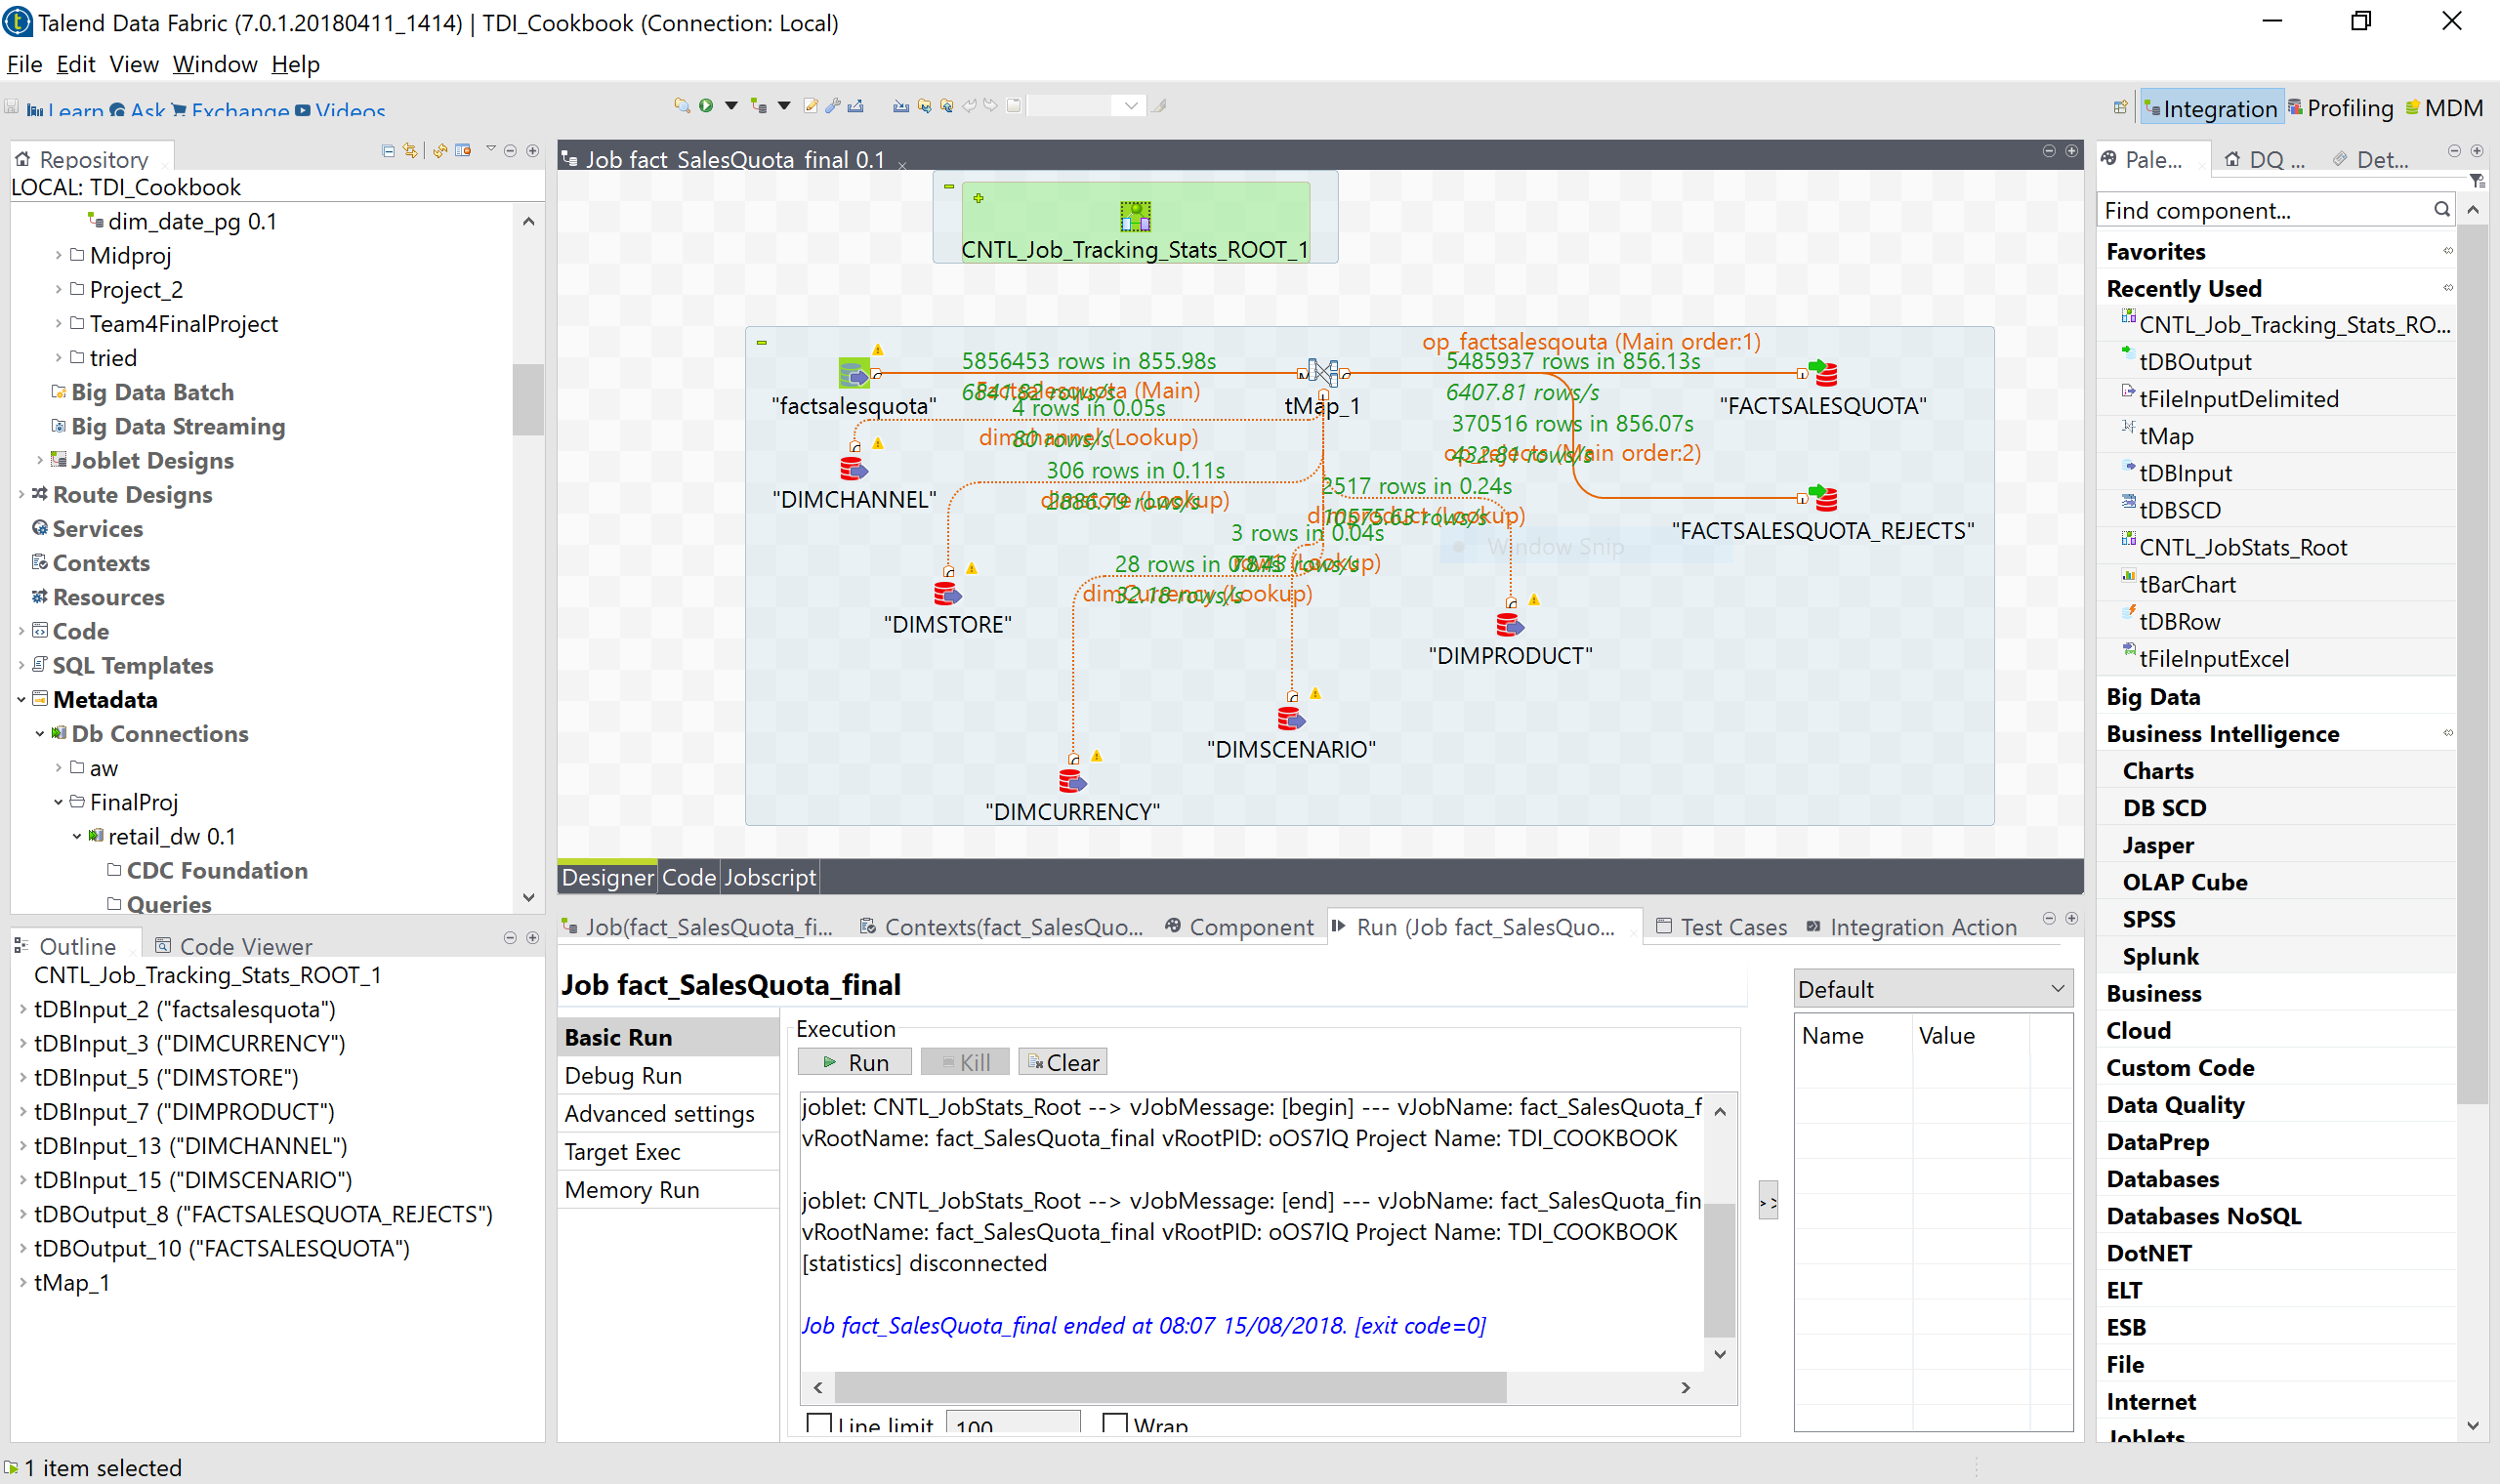 Talend Data Fabric (7.0.1.20180411_1414) | TDI_Cookbook (Connection: Local)
File Edit View Window Help
Learn Ask Exchange Videos
Integration Profiling MDM
Repository
LOCAL: TDI_Cookbook
dim_date_pg 0.1
Midproj
Project_2
Team4FinalProject
tried
Big Data Batch
Big Data Streaming
Joblet Designs
Route Designs
Services
Contexts
Resources
Code
SQL Templates
Metadata
Db Connections
aw
FinalProj
retail_dw 0.1
CDC Foundation
Queries
Outline Code Viewer
CNTL_Job_Tracking_Stats_ROOT_1
tDBInput_2 ("factsalesquota")
tDBInput_3 ("DIMCURRENCY")
tDBInput_5 ("DIMSTORE")
tDBInput_7 ("DIMPRODUCT")
tDBInput_13 ("DIMCHANNEL")
tDBInput_15 ("DIMSCENARIO")
tDBOutput_8 ("FACTSALESQUOTA_REJECTS")
tDBOutput_10 ("FACTSALESQUOTA")
tMap_1
1 item selected
Job fact_SalesQuota_final 0.1
CNTL_Job_Tracking_Stats_ROOT_1
op_factsalesqouta (Main order:1)
5856453 rows in 855.98s
5485937 rows in 856.13s
6841.82 rows/s
Factsalesquota (Main)
6407.81 rows/s
"factsalesquota"
4 rows in 0.05s
tMap_1
"FACTSALESQUOTA"
370516 rows in 856.07s
dimchannel (Lookup)
80 rows/s
op_rejects (Main order:2)
432.81 rows/s
306 rows in 0.11s
2517 rows in 0.24s
"DIMCHANNEL"
dimstore (Lookup)
2886.79 rows/s
dimproduct (Lookup)
10575.63 rows/s
3 rows in 0.04s
"FACTSALESQUOTA_REJECTS"
Window Snip
28 rows in
(Lookup)
dimCurrency (Lookup)
32.18 rows/s
"DIMSTORE"
"DIMPRODUCT"
"DIMSCENARIO"
"DIMCURRENCY"
Designer Code Jobscript
Job(fact_SalesQuota_fi... Contexts(fact_SalesQuo... Component Run (Job fact_SalesQuo... Test Cases Integration Action
Job fact_SalesQuota_final
Basic Run
Debug Run
Advanced settings
Target Exec
Memory Run
Execution
Run Kill Clear
joblet: CNTL_JobStats_Root --> vJobMessage: [begin] --- vJobName: fact_SalesQuota_f
vRootName: fact_SalesQuota_final vRootPID: oOS7lQ Project Name: TDI_COOKBOOK
joblet: CNTL_JobStats_Root --> vJobMessage: [end] --- vJobName: fact_SalesQuota_fin
vRootName: fact_SalesQuota_final vRootPID: oOS7lQ Project Name: TDI_COOKBOOK
[statistics] disconnected
Job fact_SalesQuota_final ended at 08:07 15/08/2018. [exit code=0]
Line limit 100 Wrap
>>
Default
Name Value
Pale... DQ ... Det...
Find component...
Favorites
Recently Used
CNTL_Job_Tracking_Stats_RO...
tDBOutput
tFileInputDelimited
tMap
tDBInput
tDBSCD
CNTL_JobStats_Root
tBarChart
tDBRow
tFileInputExcel
Big Data
Business Intelligence
Charts
DB SCD
Jasper
OLAP Cube
SPSS
Splunk
Business
Cloud
Custom Code
Data Quality
DataPrep
Databases
Databases NoSQL
DotNET
ELT
ESB
File
Internet
Joblets